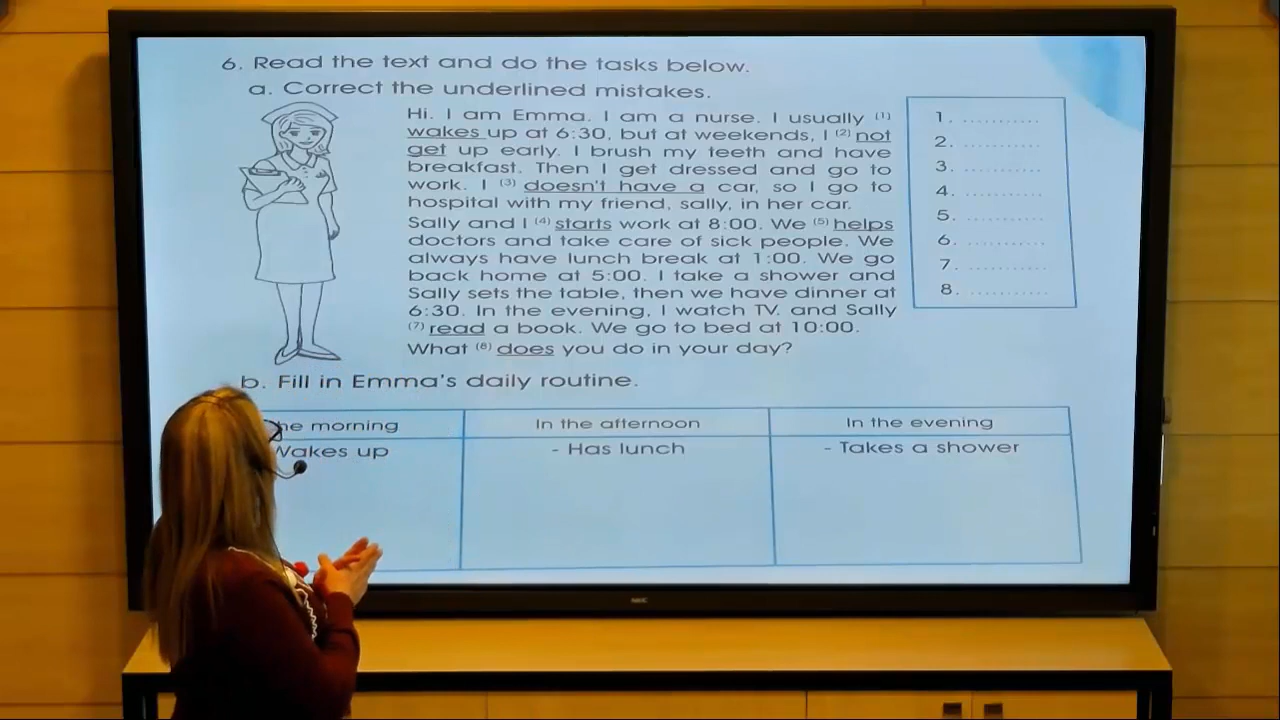 6. Read the text and do the tasks below.
a. Correct the underlined mistakes.
Hi. I am Emma. I am a nurse. I usually (1)
wakes up at 6:30, but at weekends, I (2) not
get up early. I brush my teeth and have
breakfast. Then I get dressed and go to
work. I (3) doesn't have a car, so I go to
hospital with my friend, sally, in her car.
Sally and I (4) starts work at 8:00. We (5) helps
doctors and take care of sick people. We
always have lunch break at 1:00. We go
back home at 5:00. I take a shower and
Sally sets the table, then we have dinner at
6:30. In the evening, I watch TV. and Sally
(7) read a book. We go to bed at 10:00.
What (8) does you do in your day?
1. ...........
2. ...........
3. ...........
4. ...........
5. ...........
6. ...........
7. ...........
8. ...........
b. Fill in Emma's daily routine.
he morning In the afternoon In the evening
Wakes up - Has lunch - Takes a shower
NEC